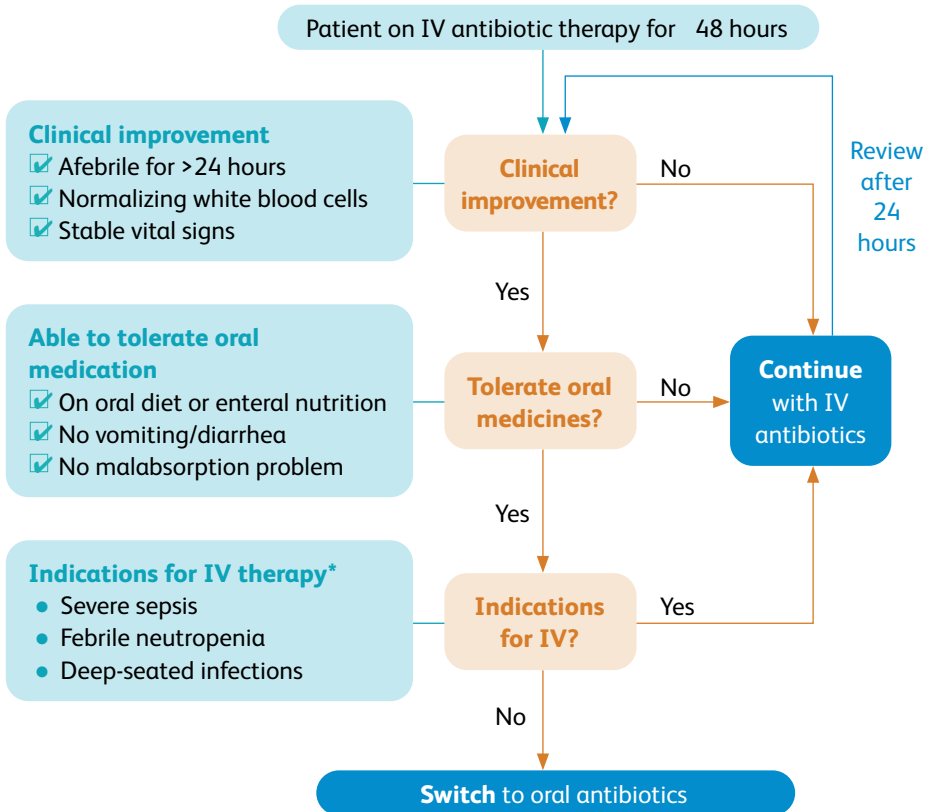 Patient on IV antibiotic therapy for 48 hours
Clinical improvement
☑ Afebrile for >24 hours
☑ Normalizing white blood cells
☑ Stable vital signs
Clinical
improvement?
No
Review
after
24
hours
Yes
Able to tolerate oral
medication
☑ On oral diet or enteral nutrition
☑ No vomiting/diarrhea
☑ No malabsorption problem
Tolerate oral
medicines?
No
Continue
with IV
antibiotics
Yes
Indications for IV therapy*
• Severe sepsis
• Febrile neutropenia
• Deep-seated infections
Indications
for IV?
Yes
No
Switch to oral antibiotics